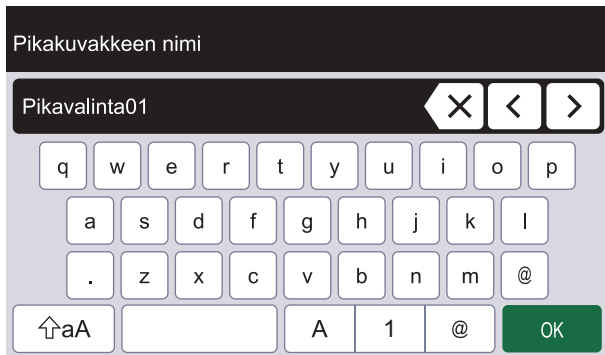 Pikakuvakkeen nimi
Pikavalinta01
q w e r t y u i o p
a s d f g h j k l
. z x c v b n m @
aA A 1 @ OK